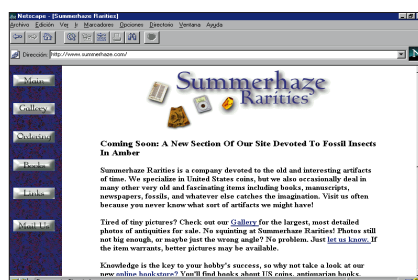 Netscape - [Summerhaze Rarities]
Archivo Edición Ver Ir Marcadores Opciones Directorio Ventana Ayuda
Dirección: http://www.summerhaze.com/
Summerhaze
Rarities
Main
Gallery
Ordering
Books
Links
Mail Us
Coming Soon: A New Section Of Our Site Devoted To Fossil Insects
In Amber
Summerhaze Rarities is a company devoted to the old and interesting artifacts
of time. We specialize in United States coins, but we also occasionally deal in
many other very old and fascinating items including books, manuscripts,
newspapers, fossils, and whatever else catches the imagination. Visit us often
because you never know what sort of artifacts we might have!
Tired of tiny pictures? Check out our Gallery for the largest, most detailed
photos of antiquities for sale. No squinting at Summerhaze Rarities! Photos still
not big enough, or maybe just the wrong angle? No problem. Just let us know. If
the item warrants, better pictures may be available.
Knowledge is the key to your hobby's success, so why not take a look at our
new online bookstore? You'll find books about US coins, antiquarian books,